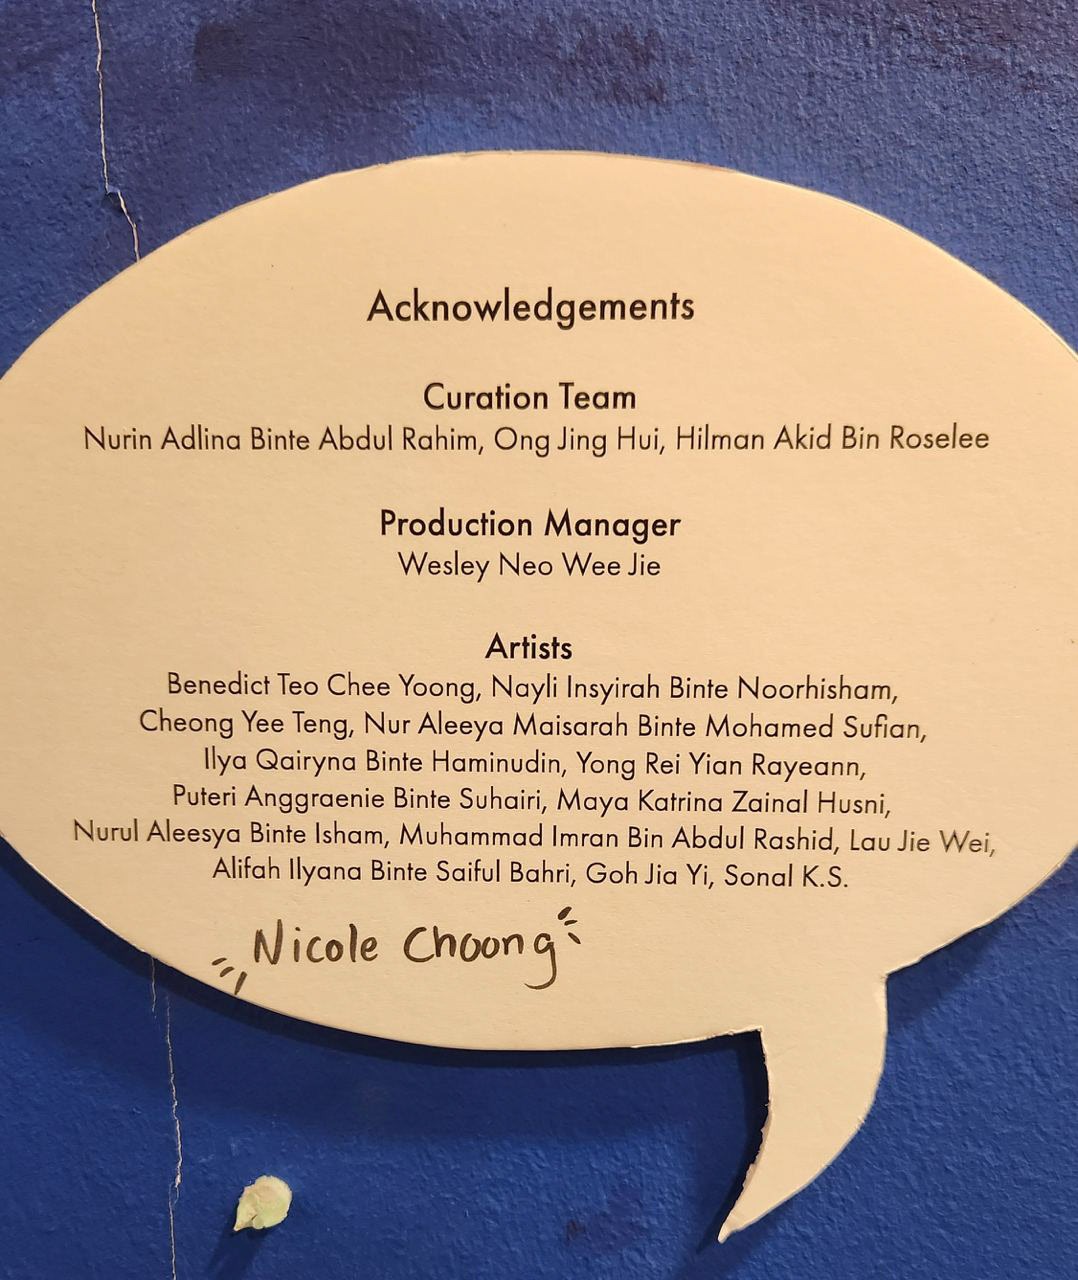 Acknowledgements
Curation Team
Nurin Adlina Binte Abdul Rahim, Ong Jing Hui, Hilman Akid Bin Roselee
Production Manager
Wesley Neo Wee Jie
Artists
Benedict Teo Chee Yoong, Nayli Insyirah Binte Noorhisham,
Cheong Yee Teng, Nur Aleeya Maisarah Binte Mohamed Sufian,
Ilya Qairyna Binte Haminudin, Yong Rei Yian Rayeann,
Puteri Anggraenie Binte Suhairi, Maya Katrina Zainal Husni,
Nurul Aleesya Binte Isham, Muhammad Imran Bin Abdul Rashid, Lau Jie Wei,
Alifah Ilyana Binte Saiful Bahri, Goh Jia Yi, Sonal K.S.
Nicole Choong